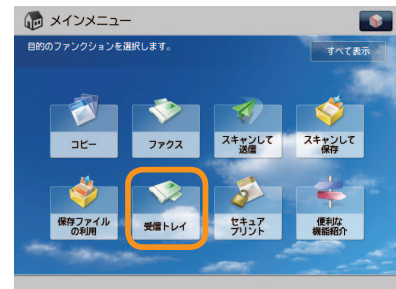 メインメニュー
目的のファンクションを選択します。
すべて表示
コピー
ファクス
スキャンして
送信
スキャンして
保存
保存ファイル
の利用
受信トレイ
セキュア
プリント
便利な
機能紹介